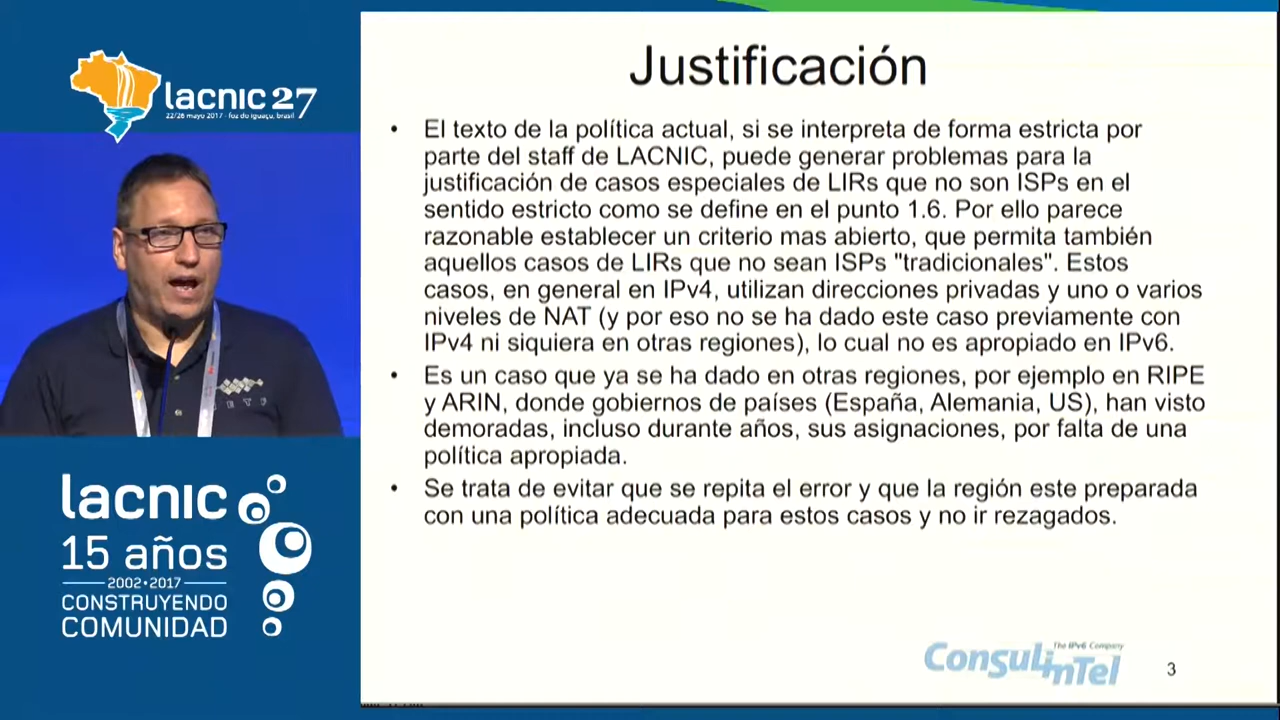 lacnic 27
22/26 mayo 2017 - foz do iguaçu, brasil
Justificación
• El texto de la política actual, si se interpreta de forma estricta por
parte del staff de LACNIC, puede generar problemas para la
justificación de casos especiales de LIRs que no son ISPs en el
sentido estricto como se define en el punto 1.6. Por ello parece
razonable establecer un criterio mas abierto, que permita también
aquellos casos de LIRs que no sean ISPs "tradicionales". Estos
casos, en general en IPv4, utilizan direcciones privadas y uno o varios
niveles de NAT (y por eso no se ha dado este caso previamente con
IPv4 ni siquiera en otras regiones), lo cual no es apropiado en IPv6.
• Es un caso que ya se ha dado en otras regiones, por ejemplo en RIPE
y ARIN, donde gobiernos de países (España, Alemania, US), han visto
demoradas, incluso durante años, sus asignaciones, por falta de una
política apropiada.
• Se trata de evitar que se repita el error y que la región este preparada
con una política adecuada para estos casos y no ir rezagados.
I E T F
lacnic
15 años
2002•2017
CONSTRUYENDO
COMUNIDAD
The IPv6 Company
ConsulinTel
3